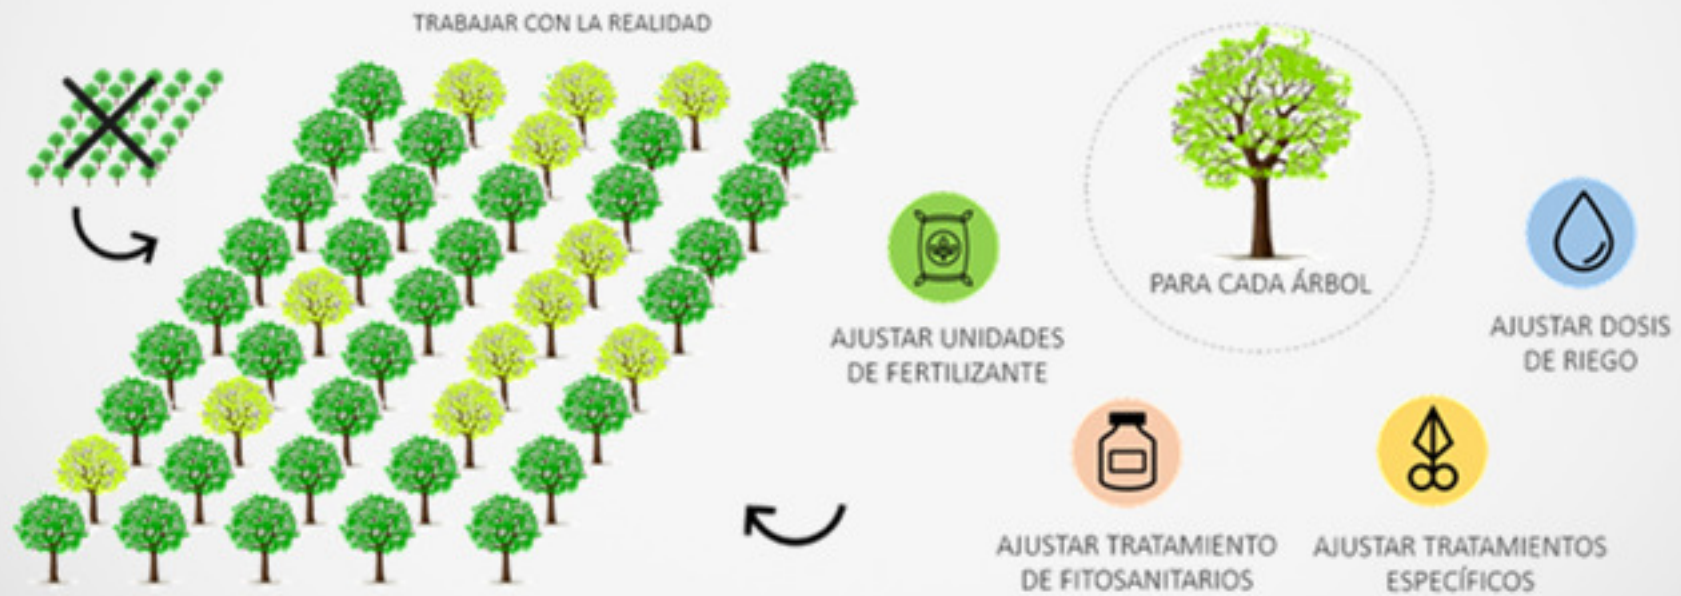 TRABAJAR CON LA REALIDAD
PARA CADA ÁRBOL
AJUSTAR UNIDADES
DE FERTILIZANTE
AJUSTAR DOSIS
DE RIEGO
AJUSTAR TRATAMIENTO
DE FITOSANITARIOS
AJUSTAR TRATAMIENTOS
ESPECÍFICOS